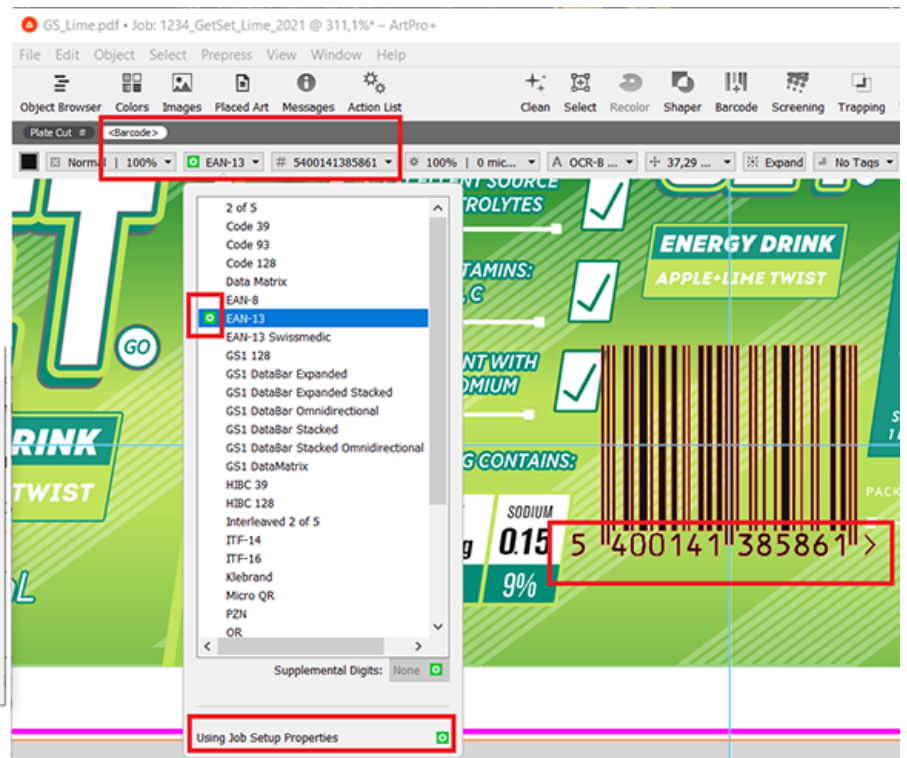 GS_Lime.pdf • Job: 1234_GetSet_Lime_2021 @ 311,1%* – ArtPro+
File Edit Object Select Prepress View Window Help
Object Browser Colors Images Placed Art Messages Action List Clean Select Recolor Shaper Barcode Screening Trapping
Plate Cut <Barcode>
Normal | 100% EAN-13 # 5400141385861 100% | 0 mic... A OCR-B ... 37,29 ... Expand No Tags
SOURCE
ENERGY DRINK
APPLE+LIME TWIST
GO
2 of 5
Code 39
Code 93
Code 128
Data Matrix
EAN-8
EAN-13
EAN-13 Swissmedic
GS1 128
GS1 DataBar Expanded
GS1 DataBar Expanded Stacked
GS1 DataBar Omnidirectional
GS1 DataBar Stacked
GS1 DataBar Stacked Omnidirectional
GS1 DataMatrix
HIBC 39
HIBC 128
Interleaved 2 of 5
ITF-14
ITF-16
Klebrand
Micro QR
PZN
QR
Supplemental Digits: None
Using Job Setup Properties
C
WITH
CONTAINS:
SODIUM
0.15
9%
5 400141 385861 >
TWIST
PACK